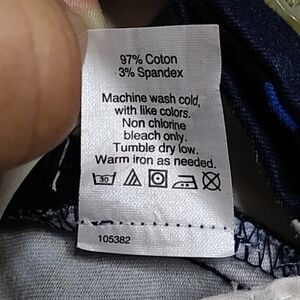 97% Coton
3% Spandex
Machine wash cold,
with like colors.
Non chlorine
bleach only.
Tumble dry low.
Warm iron as needed.
30
105382